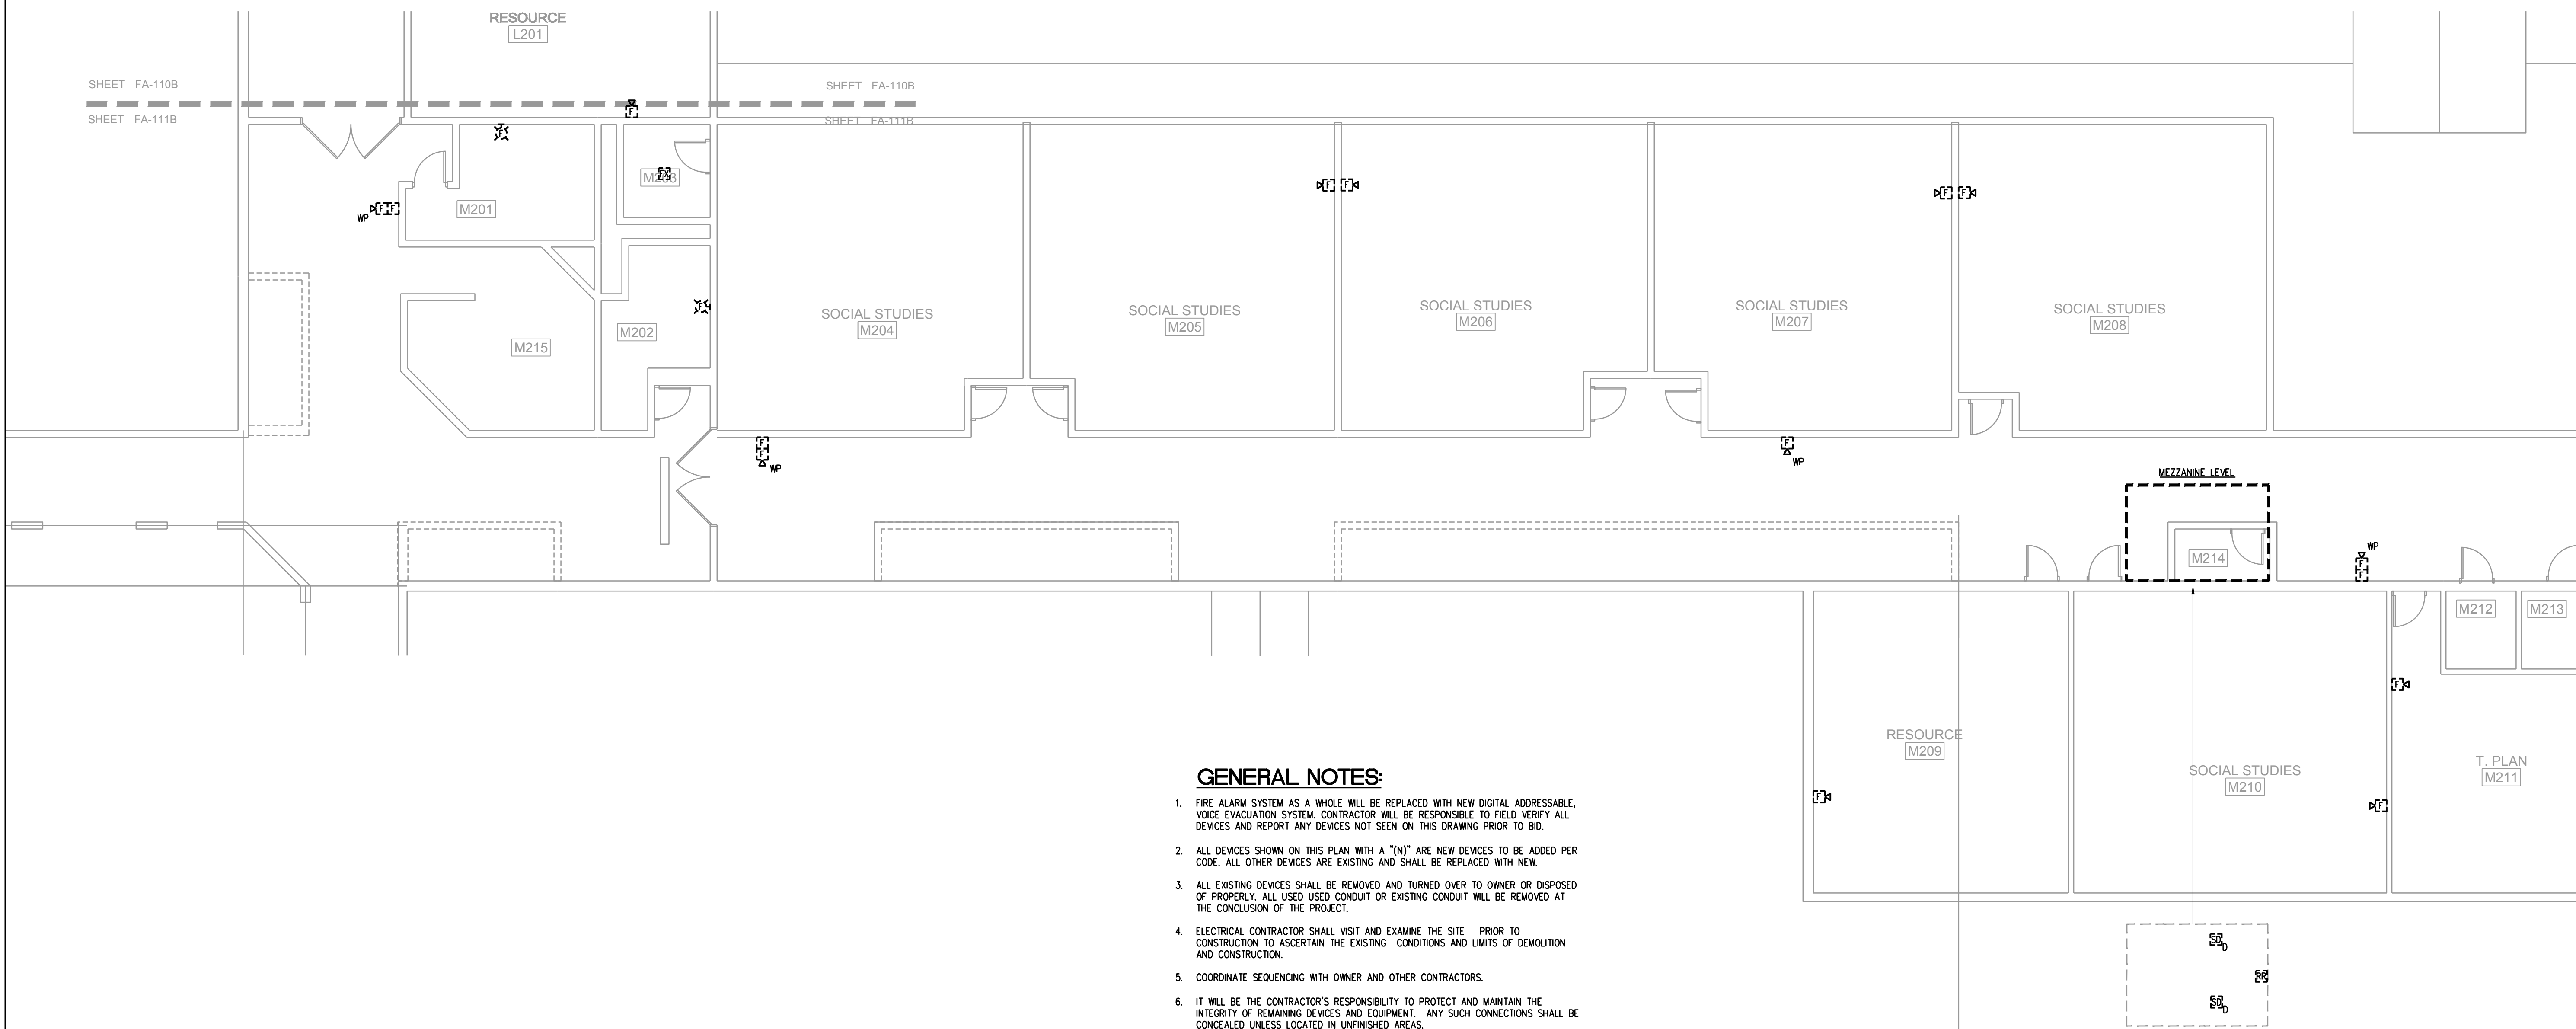 RESOURCE
L201
SHEET FA-110B
SHEET FA-110B
SHEET FA-111B
SHEET FA-111B
F
F
M203
F F
WP
M201
F F
F F
F
M202
M215
SOCIAL STUDIES
M204
SOCIAL STUDIES
M205
SOCIAL STUDIES
M206
SOCIAL STUDIES
M207
SOCIAL STUDIES
M208
F
F
WP
F
WP
MEZZANINE LEVEL
M214
WP
F
F
M212
M213
F
RESOURCE
M209
SOCIAL STUDIES
M210
T. PLAN
M211
F
F
GENERAL NOTES:
1. FIRE ALARM SYSTEM AS A WHOLE WILL BE REPLACED WITH NEW DIGITAL ADDRESSABLE,
VOICE EVACUATION SYSTEM. CONTRACTOR WILL BE RESPONSIBLE TO FIELD VERIFY ALL
DEVICES AND REPORT ANY DEVICES NOT SEEN ON THIS DRAWING PRIOR TO BID.
2. ALL DEVICES SHOWN ON THIS PLAN WITH A "(N)" ARE NEW DEVICES TO BE ADDED PER
CODE. ALL OTHER DEVICES ARE EXISTING AND SHALL BE REPLACED WITH NEW.
3. ALL EXISTING DEVICES SHALL BE REMOVED AND TURNED OVER TO OWNER OR DISPOSED
OF PROPERLY. ALL USED USED CONDUIT OR EXISTING CONDUIT WILL BE REMOVED AT
THE CONCLUSION OF THE PROJECT.
4. ELECTRICAL CONTRACTOR SHALL VISIT AND EXAMINE THE SITE PRIOR TO
CONSTRUCTION TO ASCERTAIN THE EXISTING CONDITIONS AND LIMITS OF DEMOLITION
AND CONSTRUCTION.
5. COORDINATE SEQUENCING WITH OWNER AND OTHER CONTRACTORS.
6. IT WILL BE THE CONTRACTOR'S RESPONSIBILITY TO PROTECT AND MAINTAIN THE
INTEGRITY OF REMAINING DEVICES AND EQUIPMENT. ANY SUCH CONNECTIONS SHALL BE
CONCEALED UNLESS LOCATED IN UNFINISHED AREAS.
SD
D
RR
SD
D